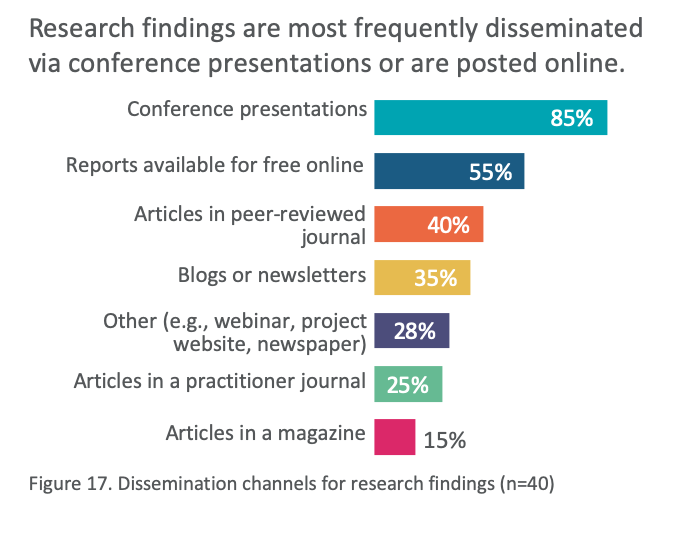 Research findings are most frequently disseminated
via conference presentations or are posted online.
Conference presentations
85%
Reports available for free online
55%
Articles in peer-reviewed
journal
40%
Blogs or newsletters
35%
Other (e.g., webinar, project
website, newspaper)
28%
Articles in a practitioner journal
25%
Articles in a magazine
15%
Figure 17. Dissemination channels for research findings (n=40)